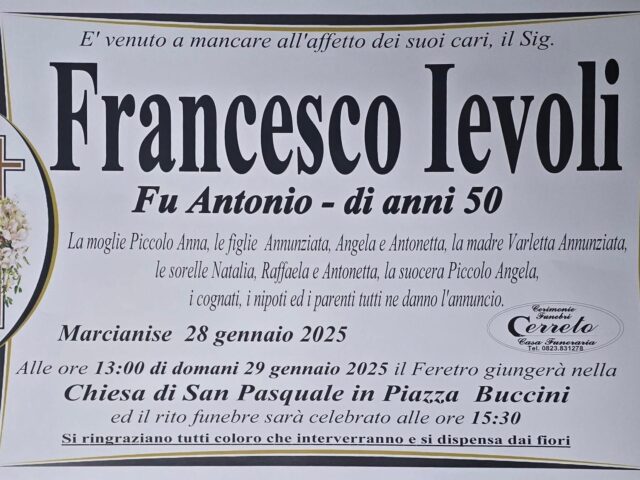 E' venuto a mancare all'affetto dei suoi cari, il Sig.
Francesco Ievoli
Fu Antonio - di anni 50
La moglie Piccolo Anna, le figlie Annunziata, Angela e Antonetta, la madre Varletta Annunziata,
le sorelle Natalia, Raffaela e Antonetta, la suocera Piccolo Angela,
i cognati, i nipoti ed i parenti tutti ne danno l'annuncio.
Marcianise 28 gennaio 2025
Cerimonie
Funebri
Cerreto
Casa Funeraria
Tel. 0823.831278
Alle ore 13:00 di domani 29 gennaio 2025 il Feretro giungerà nella
Chiesa di San Pasquale in Piazza Buccini
ed il rito funebre sarà celebrato alle ore 15:30
Si ringraziano tutti coloro che interverranno e si dispensa dai fiori